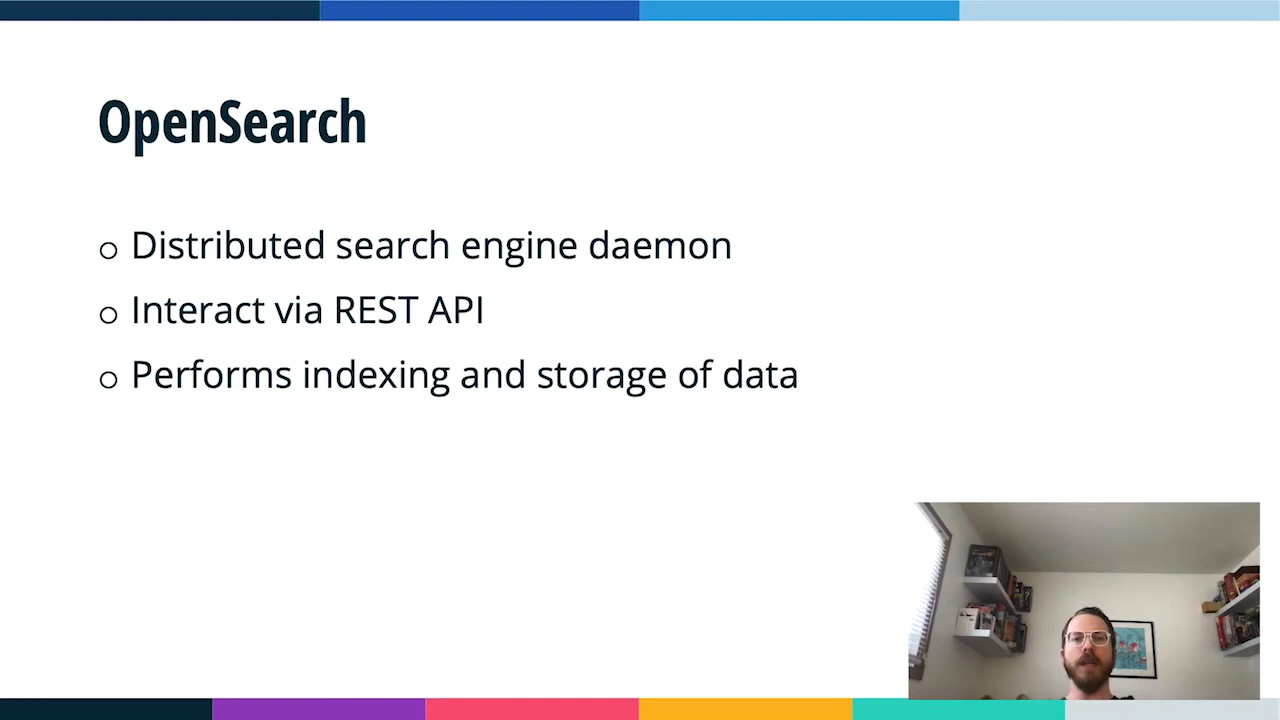 OpenSearch
Distributed search engine daemon
Interact via REST API
Performs indexing and storage of data